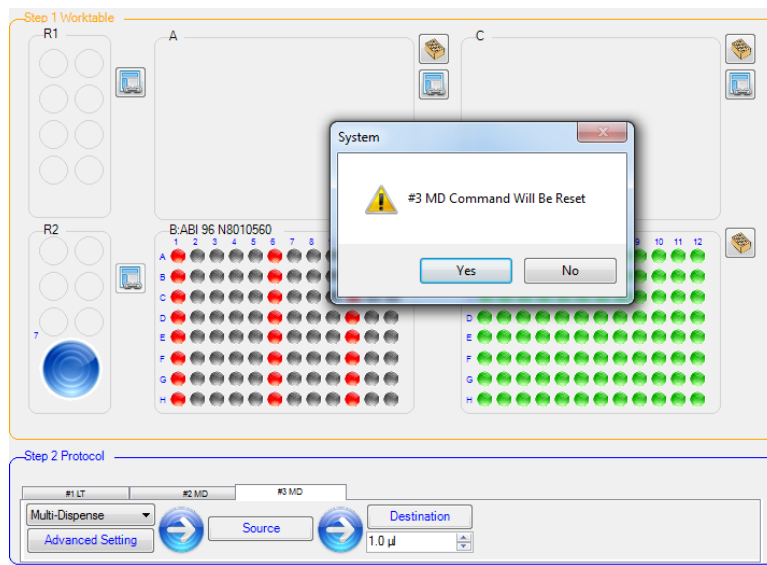 Step 1 Worktable
R1
A
C
System
#3 MD Command Will Be Reset
Yes
No
R2
7
B:ABI 96 N8010560
1 2 3 4 5 6 7 8
9 10 11 12
A
B
C
D
E
F
G
H
D
E
F
G
H
Step 2 Protocol
#1 LT
#2 MD
#3 MD
Multi-Dispense
Advanced Setting
Source
Destination
1.0 µl